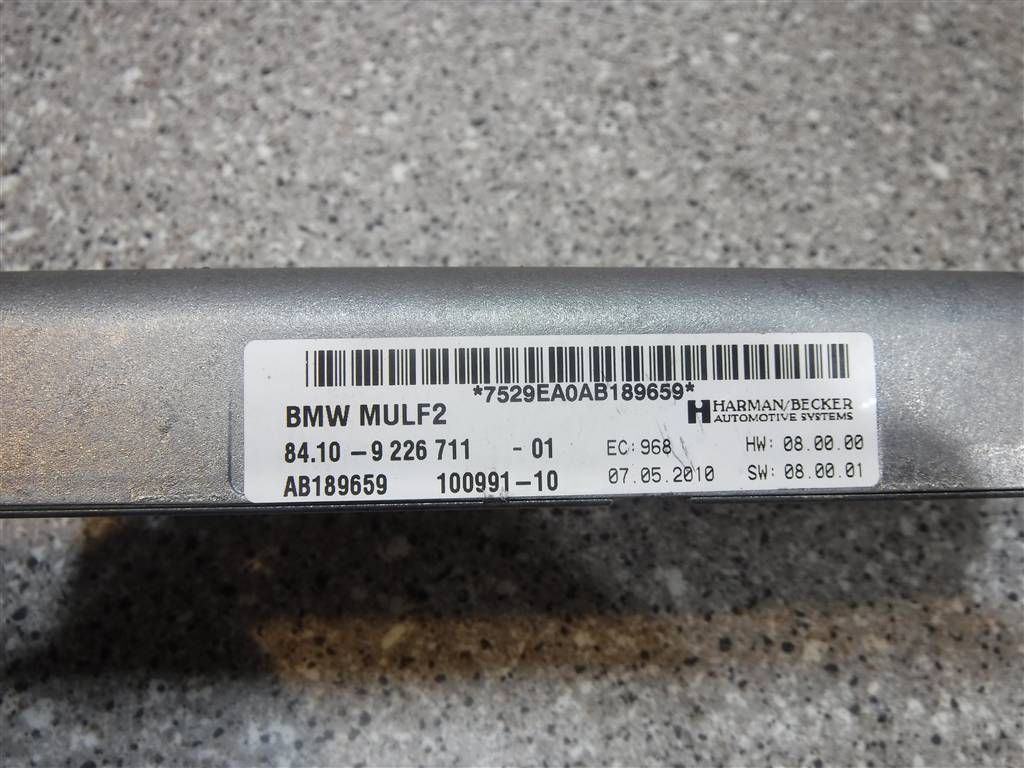 *7529EA0AB189659*
BMW MULF2
HARMAN/BECKER
AUTOMOTIVE SYSTEMS
84.10 – 9 226 711 - 01 EC: 968 HW: 08.00.00
AB189659 100991–10 07.05.2010 SW: 08.00.01